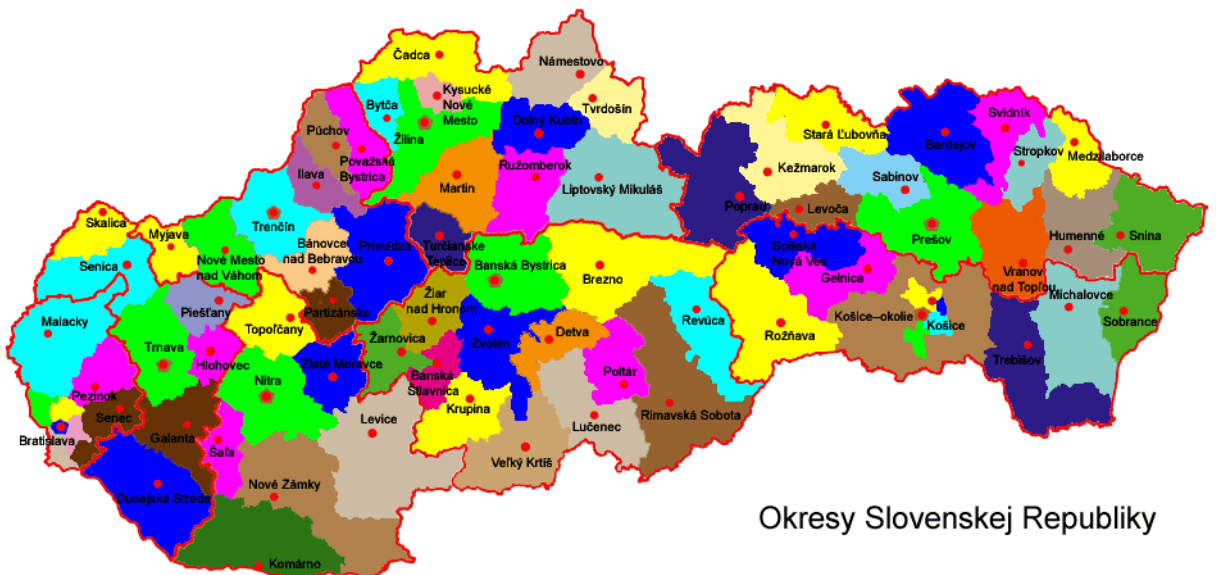 Čadca
Námestovo
Kysucké
Nové
Mesto
Bytča
Tvrdošín
Dolný Kubín
Žilina
Púchov
Považská
Bystrica
Ružomberok
Ilava
Martin
Liptovský Mikuláš
Stará Ľubovňa
Bardejov
Svidník
Stropkov
Medzilaborce
Kežmarok
Sabinov
Poprad
Levoča
Prešov
Humenné
Snina
Skalica
Myjava
Trenčín
Senica
Nové Mesto
nad Váhom
Bánovce
nad Bebravou
Prievidza
Turčianske
Teplice
Banská Bystrica
Brezno
Spišská
Nová Ves
Gelnica
Vranov
nad Topľou
Michalovce
Sobrance
Malacky
Piešťany
Topoľčany
Partizánske
Žiar
nad Hronom
Revúca
Rožňava
Košice–okolie
Košice
Trebišov
Trnava
Hlohovec
Zlaté Moravce
Žarnovica
Zvolen
Detva
Nitra
Banská
Štiavnica
Poltár
Pezinok
Senec
Galanta
Levice
Krupina
Lučenec
Rimavská Sobota
Bratislava
Šaľa
Veľký Krtíš
Dunajská Streda
Nové Zámky
Komárno
Okresy Slovenskej Republiky